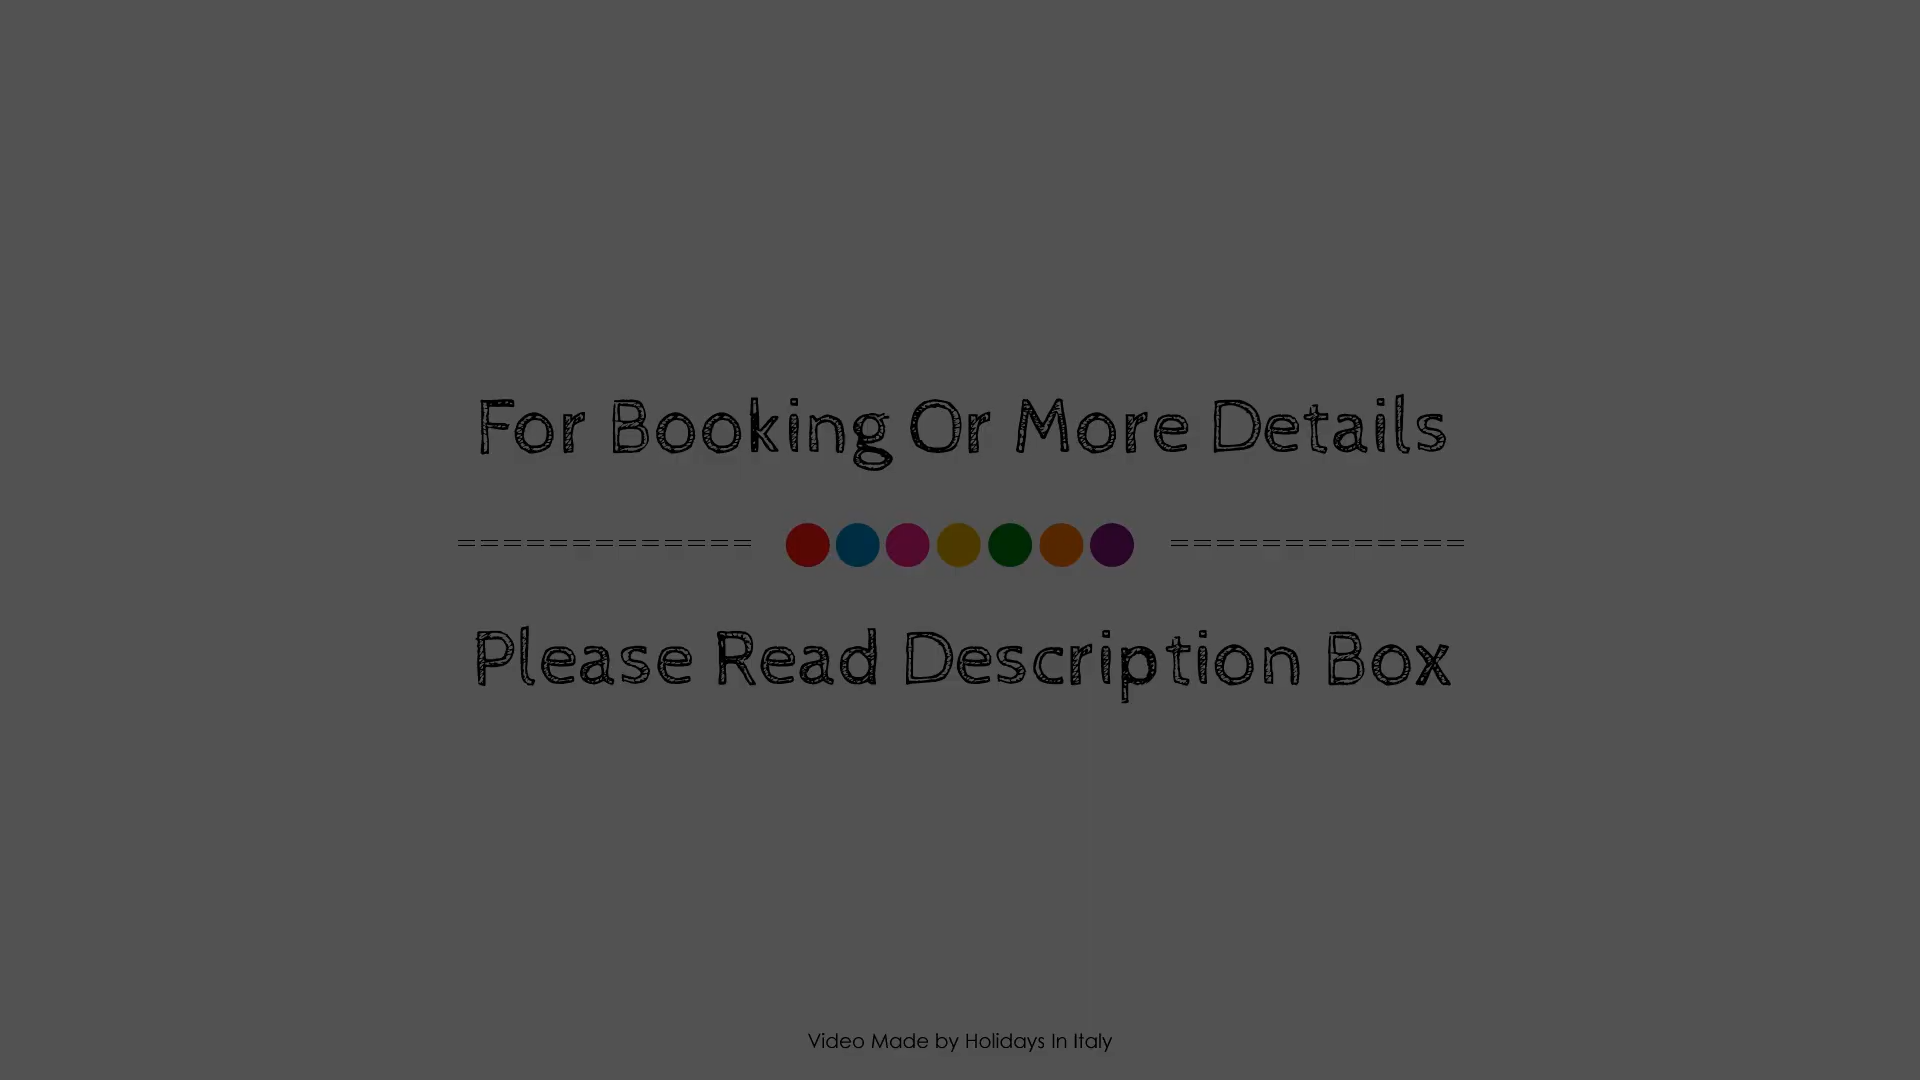 For Booking Or More Details
============= =============
Please Read Description Box
Video Made by Holidays In Italy